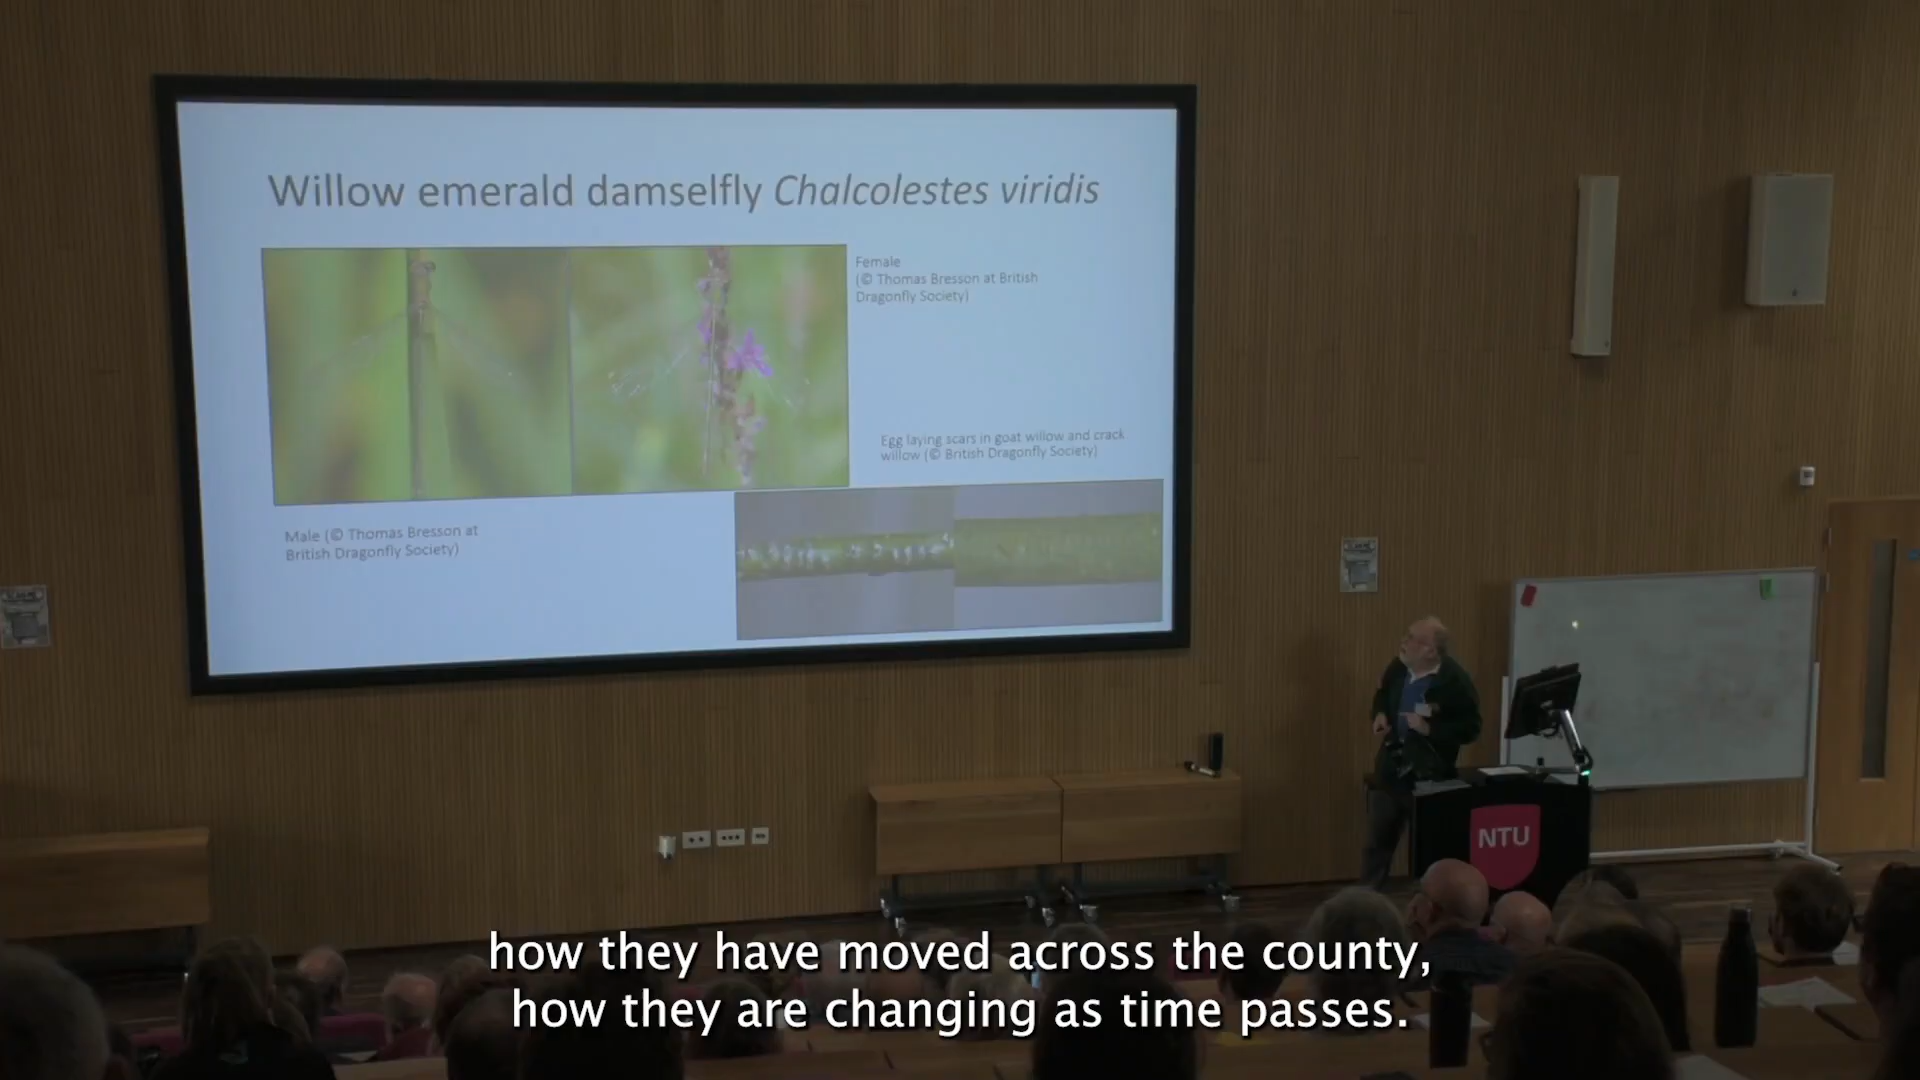 Willow emerald damselfly Chalcolestes viridis
Female
(© Thomas Bresson at British
Dragonfly Society)
Egg laying scars in goat willow and crack
willow (© British Dragonfly Society)
Male (© Thomas Bresson at
British Dragonfly Society)
NTU
how they have moved across the county,
how they are changing as time passes.